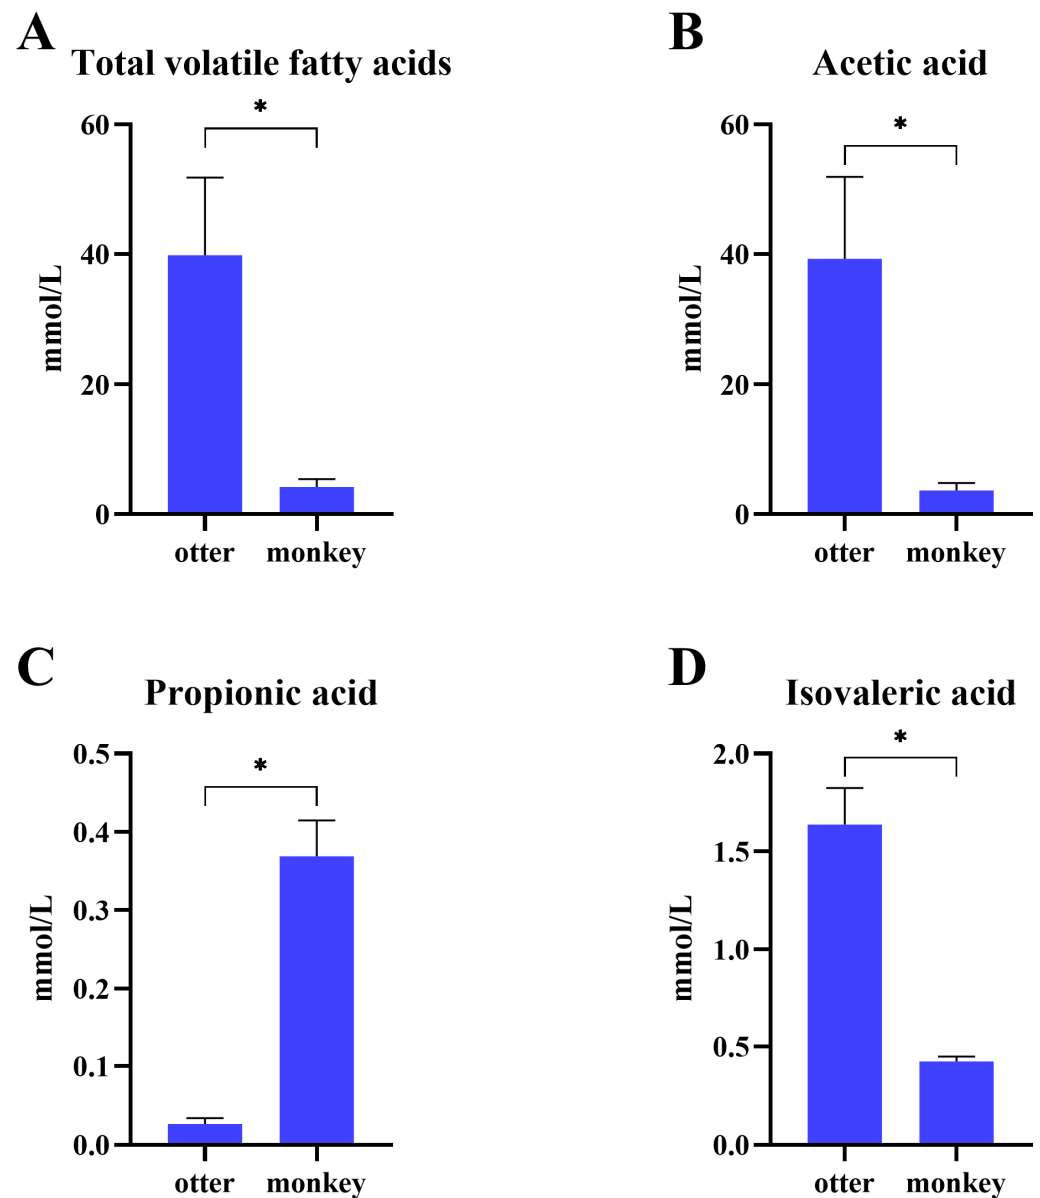 A
Total volatile fatty acids
*
60
40
20
0
mmol/L
otter monkey
B
Acetic acid
*
60
40
20
0
mmol/L
otter monkey
C
Propionic acid
*
0.5
0.4
0.3
0.2
0.1
0.0
mmol/L
otter monkey
D
Isovaleric acid
*
2.0
1.5
1.0
0.5
0.0
mmol/L
otter monkey